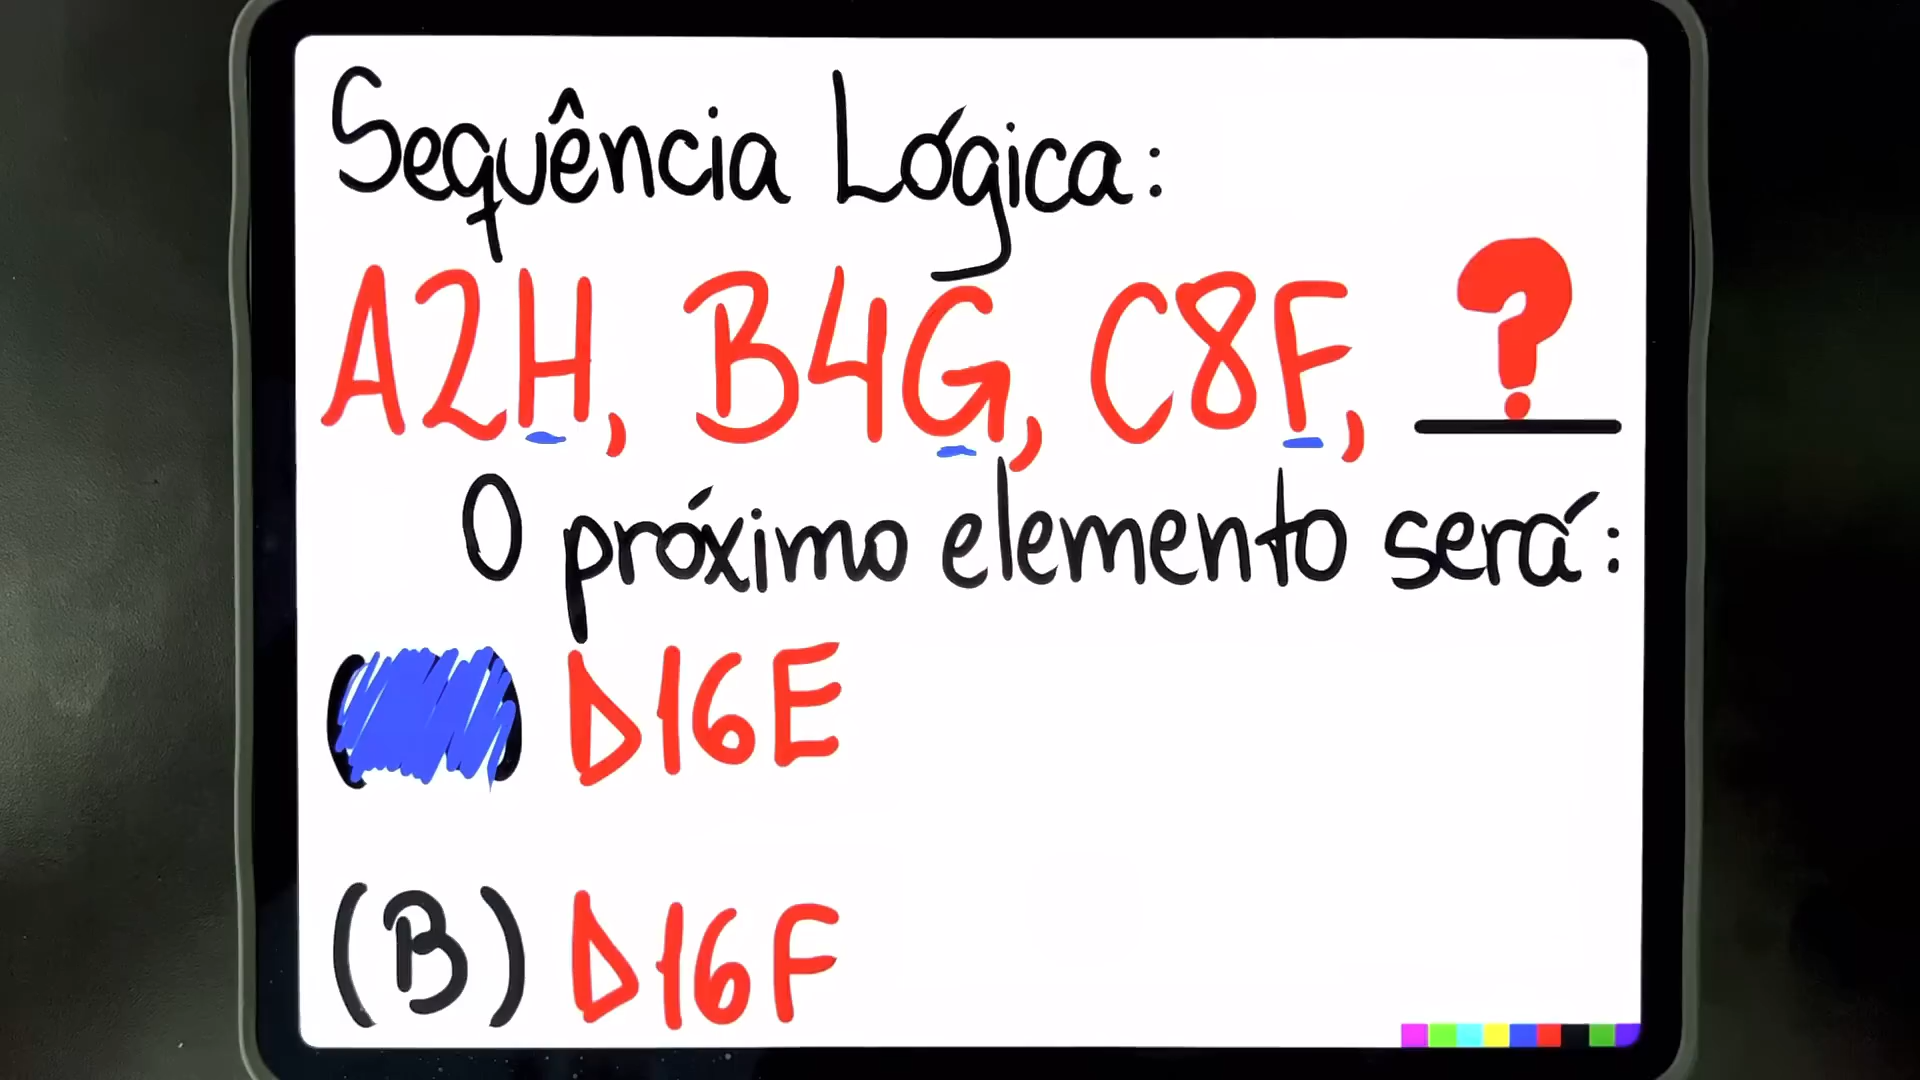 Sequência Lógica:
A2H, B4G, C8F, ?
O próximo elemento será:
D16E
(B) D16F